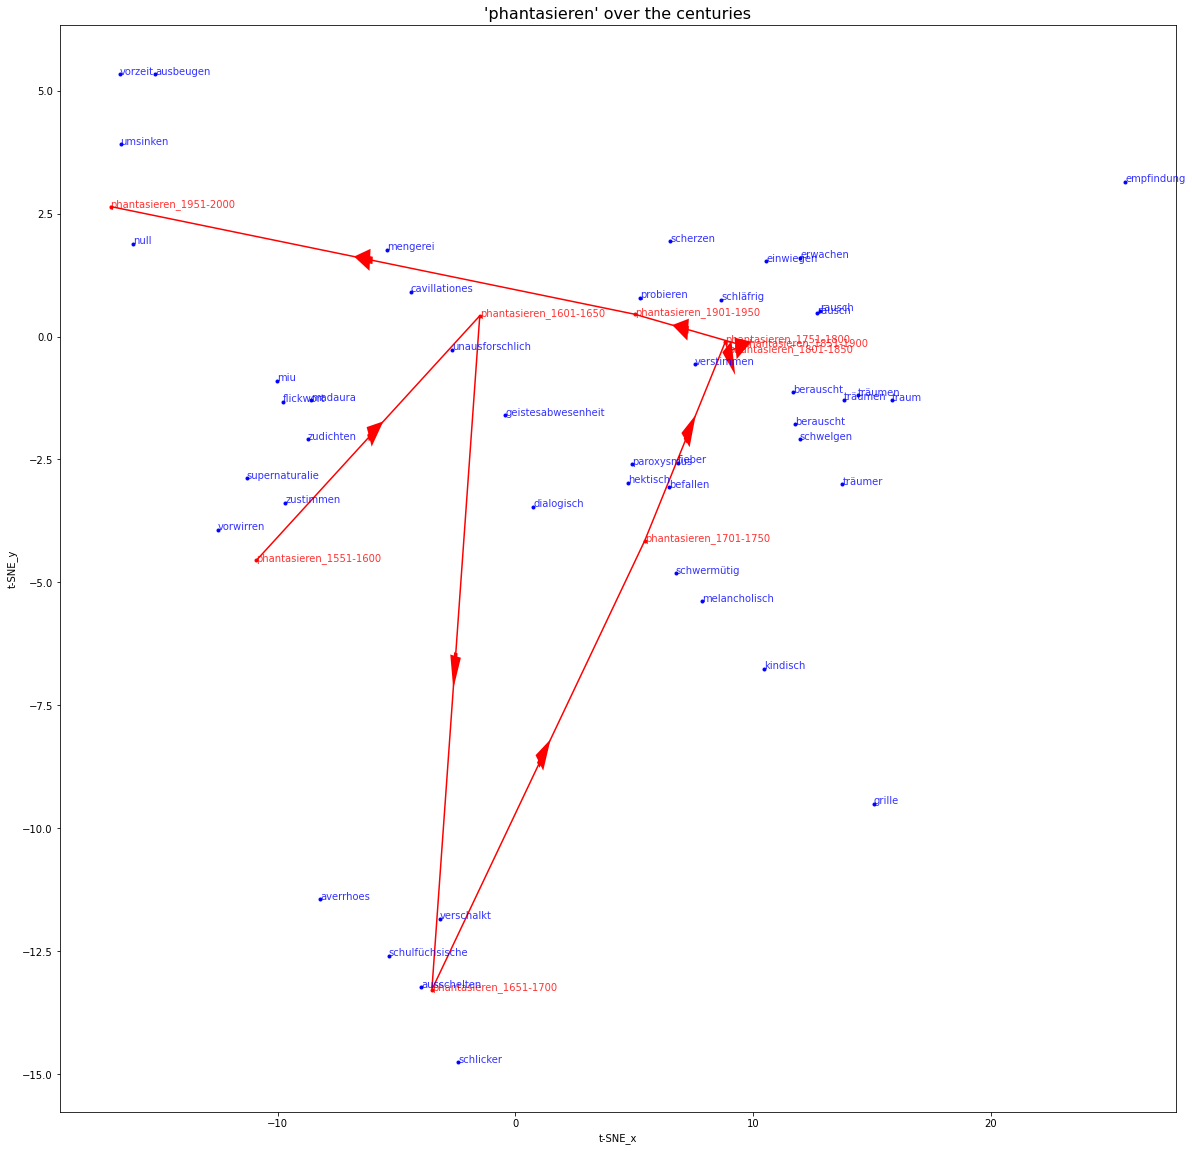 'phantasieren' over the centuries
vorzeit
ausbeugen
umsinken
empfindung
phantasieren_1951-2000
null
mengerei
scherzen
erwachen
einwiegen
cavillationes
probieren
schläfrig
rausch
rausch
phantasieren_1601-1650
phantasieren_1901-1950
phantasieren_1751-1800
phantasieren_1851-1900
phantasieren_1801-1850
unausforschlich
verstimmen
miu
flickwort
madaura
berauscht
träumen
träumen
traum
geistesabwesenheit
berauscht
zudichten
schwelgen
supernaturalie
paroxysmus
fieber
zustimmen
hektisch
befallen
träumer
dialogisch
vorwirren
phantasieren_1551-1600
phantasieren_1701-1750
schwermütig
melancholisch
kindisch
grille
averrhoes
verschalkt
schulfüchsische
ausschelten
phantasieren_1651-1700
schlicker
5.0
2.5
0.0
−2.5
−5.0
−7.5
−10.0
−12.5
−15.0
t-SNE_y
−10
0
10
20
t-SNE_x